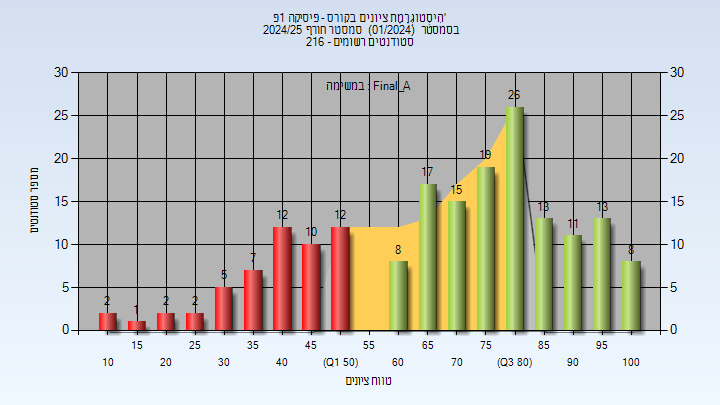 היסטוגרמת ציונים בקורס - פיסיקה 1פ'
בסמסטר (01/2024) סמסטר חורף 2024/25
סטודנטים רשומים - 216
במשימה : Final_A
מספר סטודנטים
30 30
25 25
20 20
15 15
10 10
5 5
0 0
2 1 2 2 5 7 12 10 12 8 17 15 19 26 13 11 13 8
15 25 35 45 55 65 75 85 95
10 20 30 40 (Q1 50) 60 70 (Q3 80) 90 100
טווח ציונים